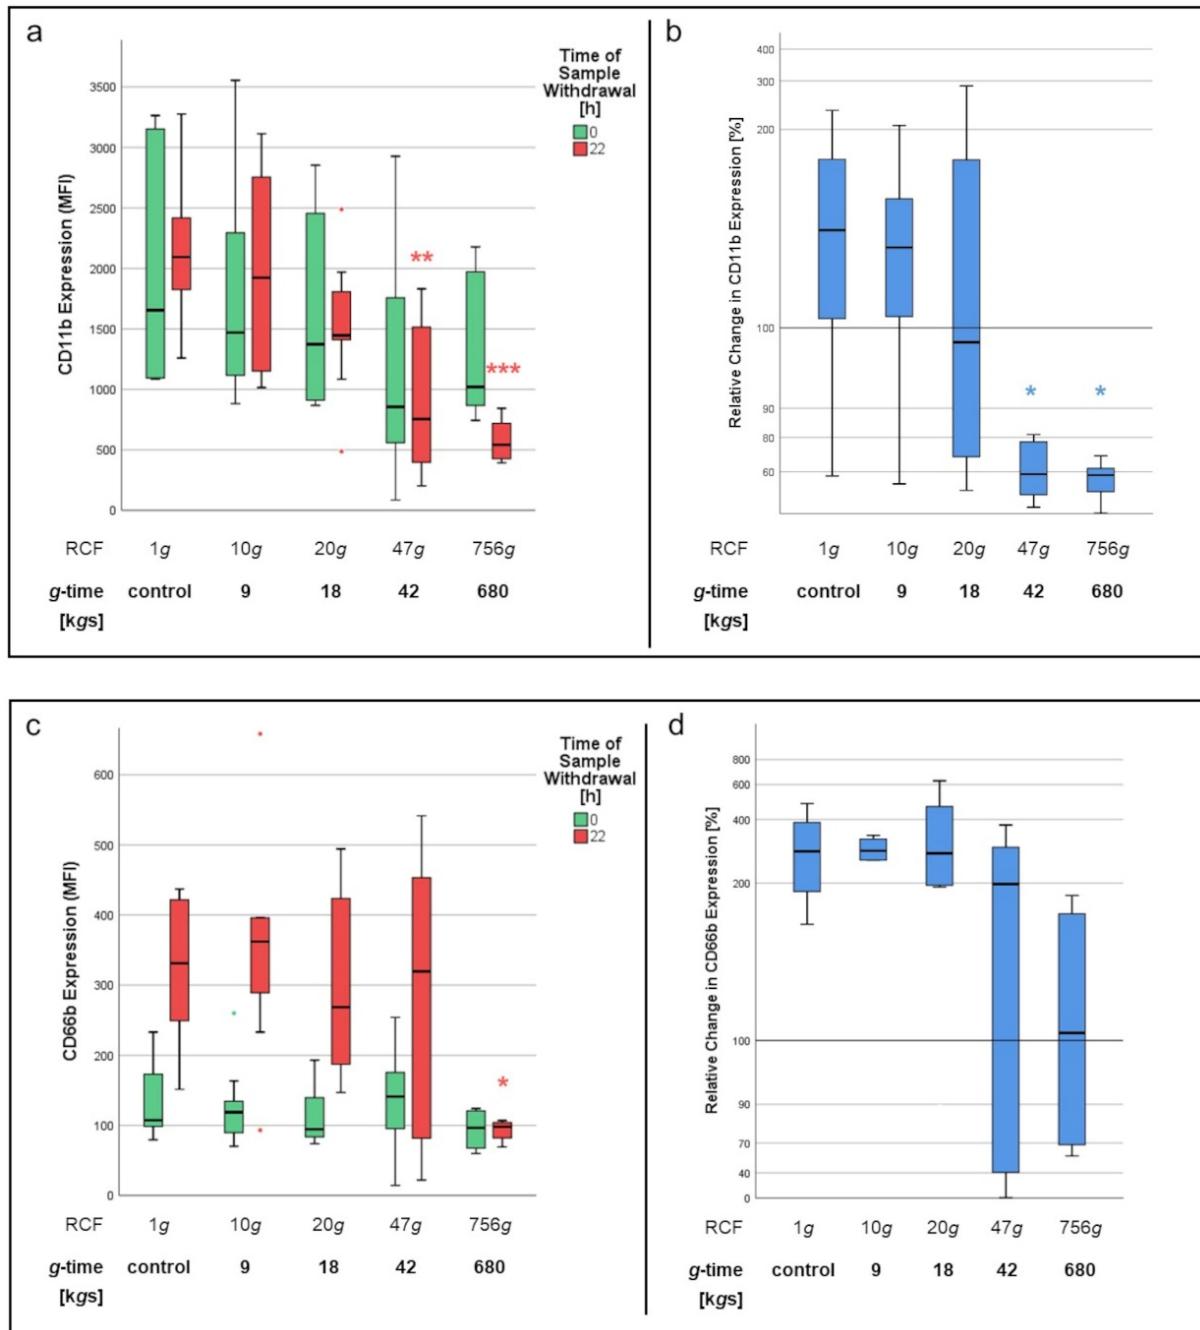 a
Time of
Sample
Withdrawal
[h]
0
22
CD11b Expression (MFI)
3500
3000
2500
2000
1500
1000
500
0
**
***
RCF 1g 10g 20g 47g 756g
g-time control 9 18 42 680
[kgs]
b
Relative Change in CD11b Expression [%]
400
300
200
100
90
80
60
* *
RCF 1g 10g 20g 47g 756g
g-time control 9 18 42 680
[kgs]
c
Time of
Sample
Withdrawal
[h]
0
22
CD66b Expression (MFI)
600
500
400
300
200
100
0
*
RCF 1g 10g 20g 47g 756g
g-time control 9 18 42 680
[kgs]
d
Relative Change in CD66b Expression [%]
800
600
400
200
100
90
70
40
0
RCF 1g 10g 20g 47g 756g
g-time control 9 18 42 680
[kgs]